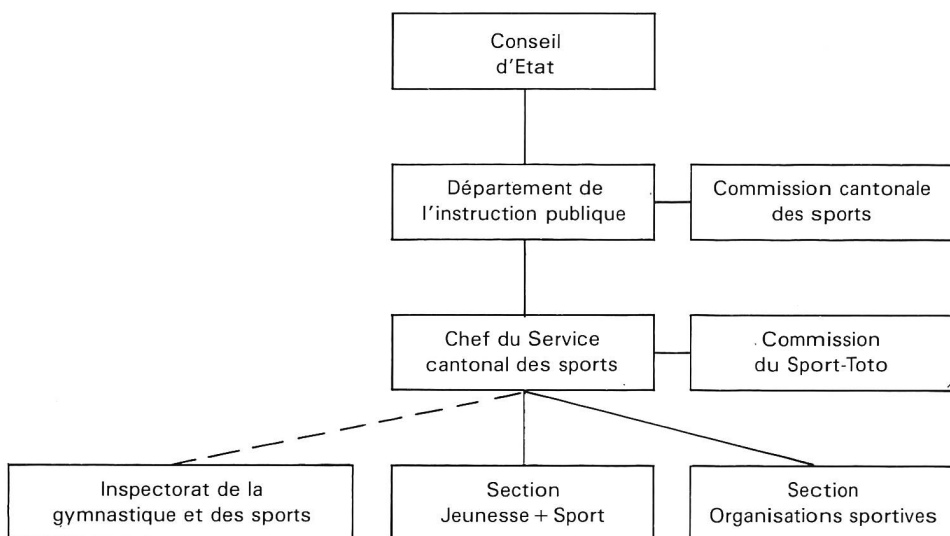 Conseil
d'Etat
Département de
l'instruction publique
Commission cantonale
des sports
Chef du Service
cantonal des sports
Commission
du Sport-Toto
Inspectorat de la
gymnastique et des sports
Section
Jeunesse + Sport
Section
Organisations sportives